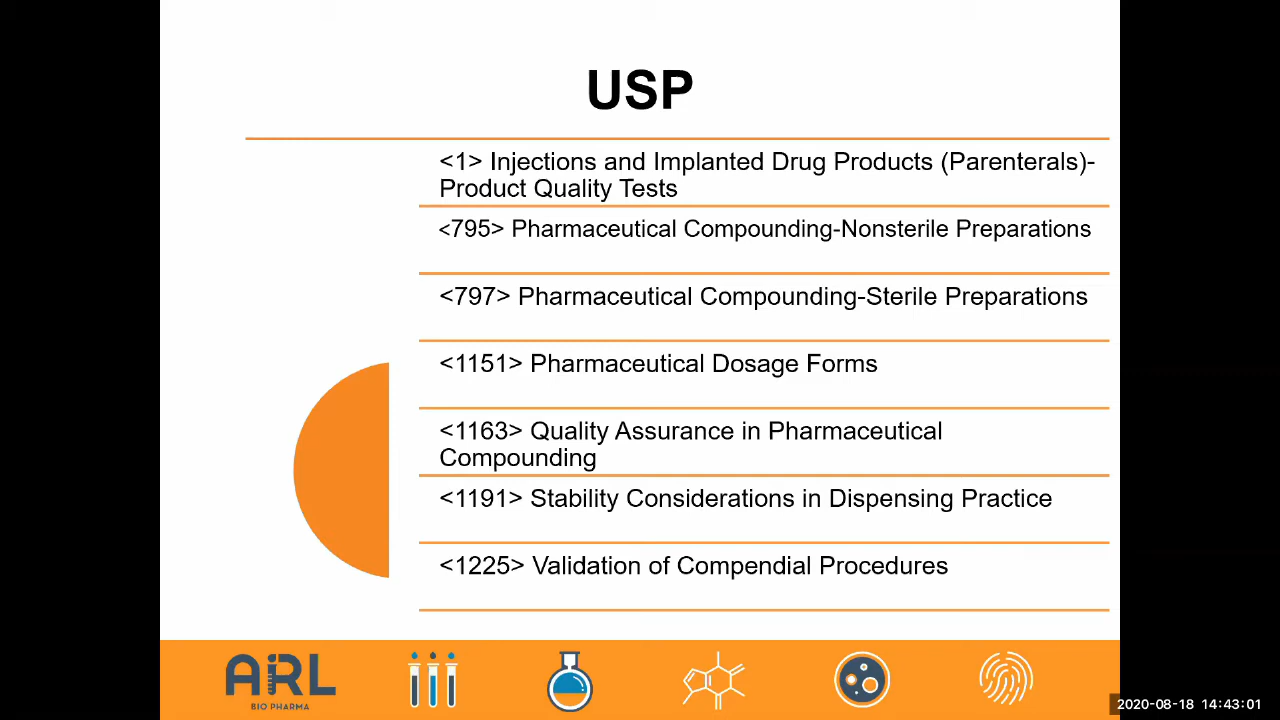 USP
<1> Injections and Implanted Drug Products (Parenterals)-
Product Quality Tests
<795> Pharmaceutical Compounding-Nonsterile Preparations
<797> Pharmaceutical Compounding-Sterile Preparations
<1151> Pharmaceutical Dosage Forms
<1163> Quality Assurance in Pharmaceutical
Compounding
<1191> Stability Considerations in Dispensing Practice
<1225> Validation of Compendial Procedures
ARL
BIO PHARMA
2020-08-18 14:43:01